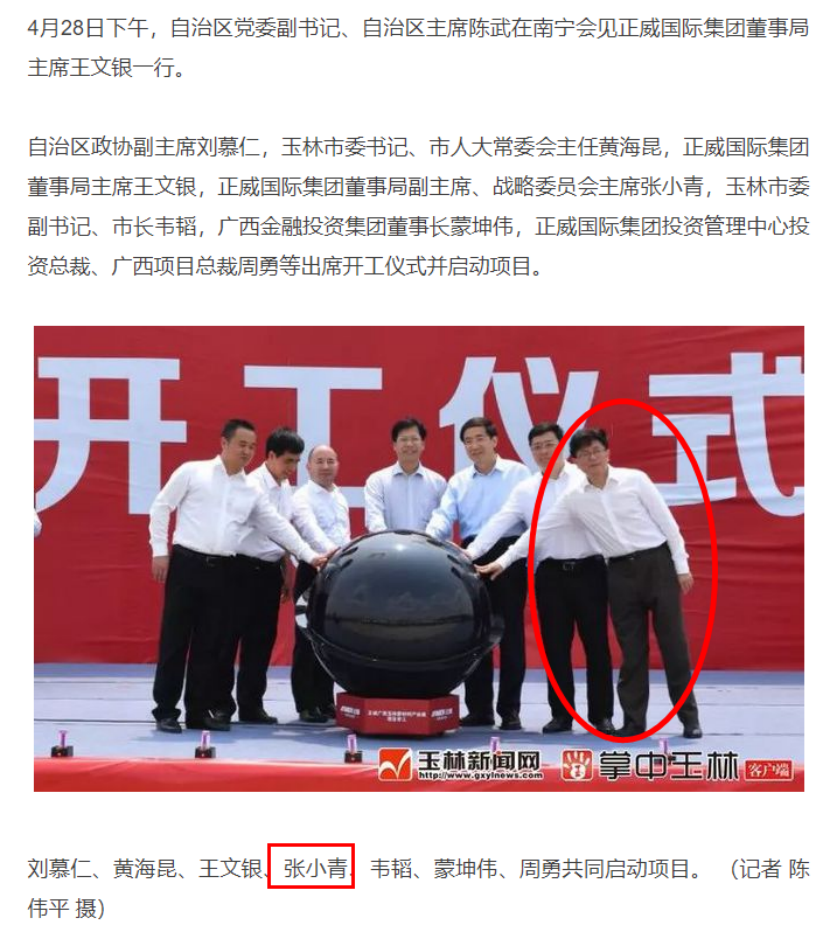 4月28日下午，自治区党委副书记、自治区主席陈武在南宁会见正威国际集团董事局
主席王文银一行。
自治区政协副主席刘慕仁，玉林市委书记、市人大常委会主任黄海昆，正威国际集团
董事局主席王文银，正威国际集团董事局副主席、战略委员会主席张小青，玉林市委
副书记、市长韦韬，广西金融投资集团董事长蒙坤伟，正威国际集团投资管理中心投
资总裁、广西项目总裁周勇等出席开工仪式并启动项目。
开工仪式
玉林新闻网
http://www.gxylnews.com
掌中玉林
客户端
刘慕仁、黄海昆、王文银、张小青、韦韬、蒙坤伟、周勇共同启动项目。 （记者 陈
伟平 摄）